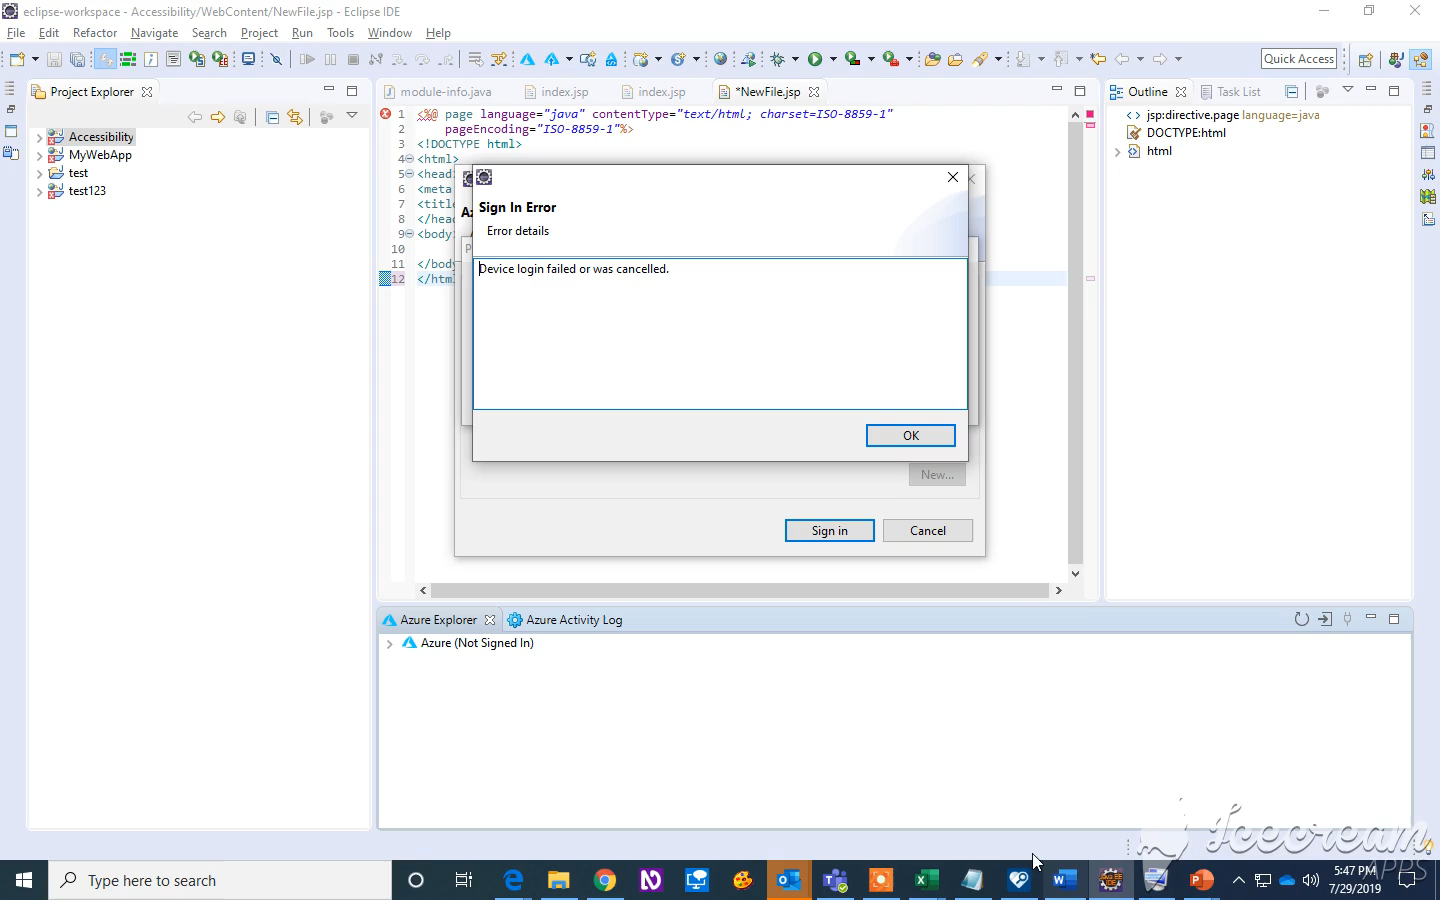 eclipse-workspace - Accessibility/WebContent/NewFile.jsp - Eclipse IDE
File Edit Refactor Navigate Search Project Run Tools Window Help
Quick Access
Project Explorer
Accessibility
MyWebApp
test
test123
module-info.java index.jsp index.jsp *NewFile.jsp
1 <%@ page language="java" contentType="text/html; charset=ISO-8859-1"
2 pageEncoding="ISO-8859-1"%>
3 <!DOCTYPE html>
4 <html>
5 <head>
6 <meta
7 <titl
8 </hea
9 <body
10
11 </body
12 </html
Az
Sign In Error
Error details
Device login failed or was cancelled.
OK
New...
Sign in Cancel
Outline Task List
jsp:directive.page language=java
DOCTYPE:html
html
Azure Explorer Azure Activity Log
Azure (Not Signed In)
Icecream
APPS
Type here to search
5:47 PM
7/29/2019